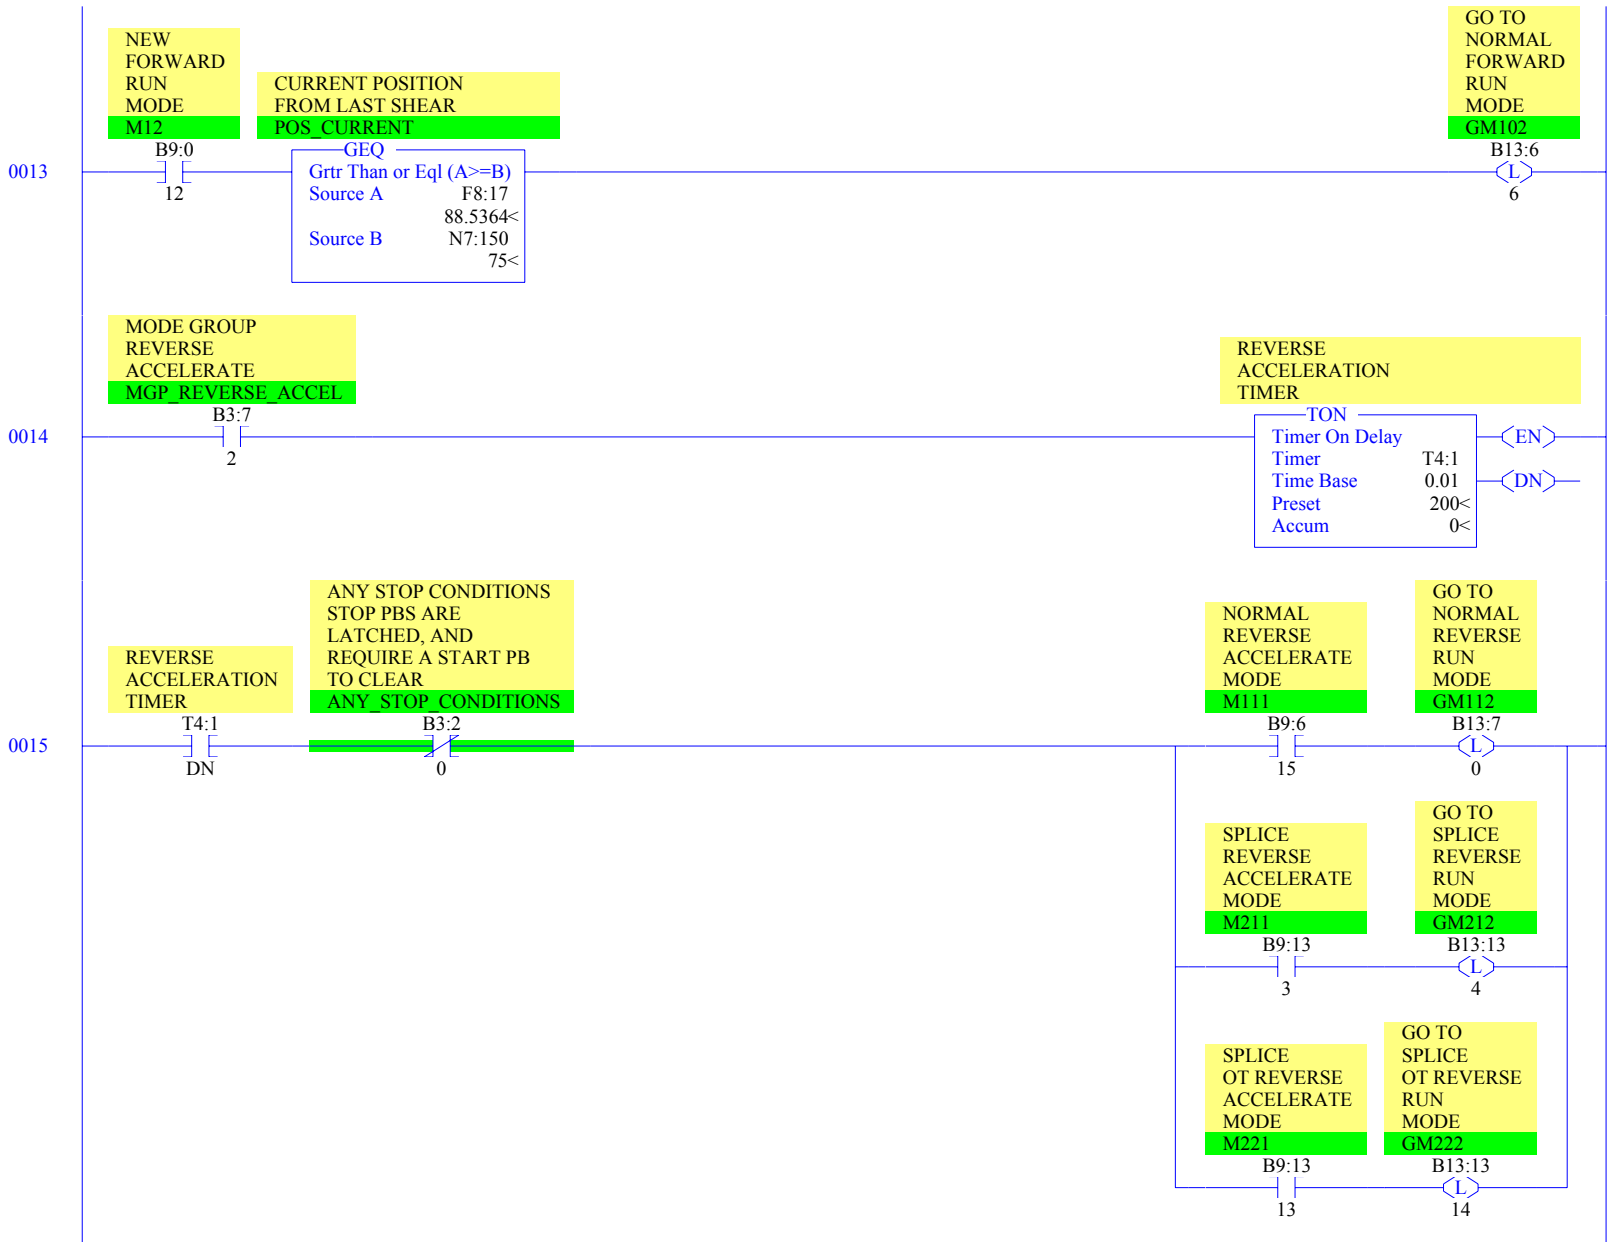 NEW
FORWARD
RUN
MODE
M12
B9:0
12
CURRENT POSITION
FROM LAST SHEAR
POS_CURRENT
GEQ
Grtr Than or Eql (A>=B)
Source A F8:17
88.5364<
Source B N7:150
75<
GO TO
NORMAL
FORWARD
RUN
MODE
GM102
B13:6
L
6
0013
MODE GROUP
REVERSE
ACCELERATE
MGP_REVERSE_ACCEL
B3:7
2
REVERSE
ACCELERATION
TIMER
TON
Timer On Delay
Timer T4:1
Time Base 0.01
Preset 200<
Accum 0<
EN
DN
0014
REVERSE
ACCELERATION
TIMER
T4:1
DN
ANY STOP CONDITIONS
STOP PBS ARE
LATCHED, AND
REQUIRE A START PB
TO CLEAR
ANY_STOP_CONDITIONS
B3:2
0
NORMAL
REVERSE
ACCELERATE
MODE
M111
B9:6
15
GO TO
NORMAL
REVERSE
RUN
MODE
GM112
B13:7
L
0
0015
SPLICE
REVERSE
ACCELERATE
MODE
M211
B9:13
3
GO TO
SPLICE
REVERSE
RUN
MODE
GM212
B13:13
L
4
SPLICE
OT REVERSE
ACCELERATE
MODE
M221
B9:13
13
GO TO
SPLICE
OT REVERSE
RUN
MODE
GM222
B13:13
L
14